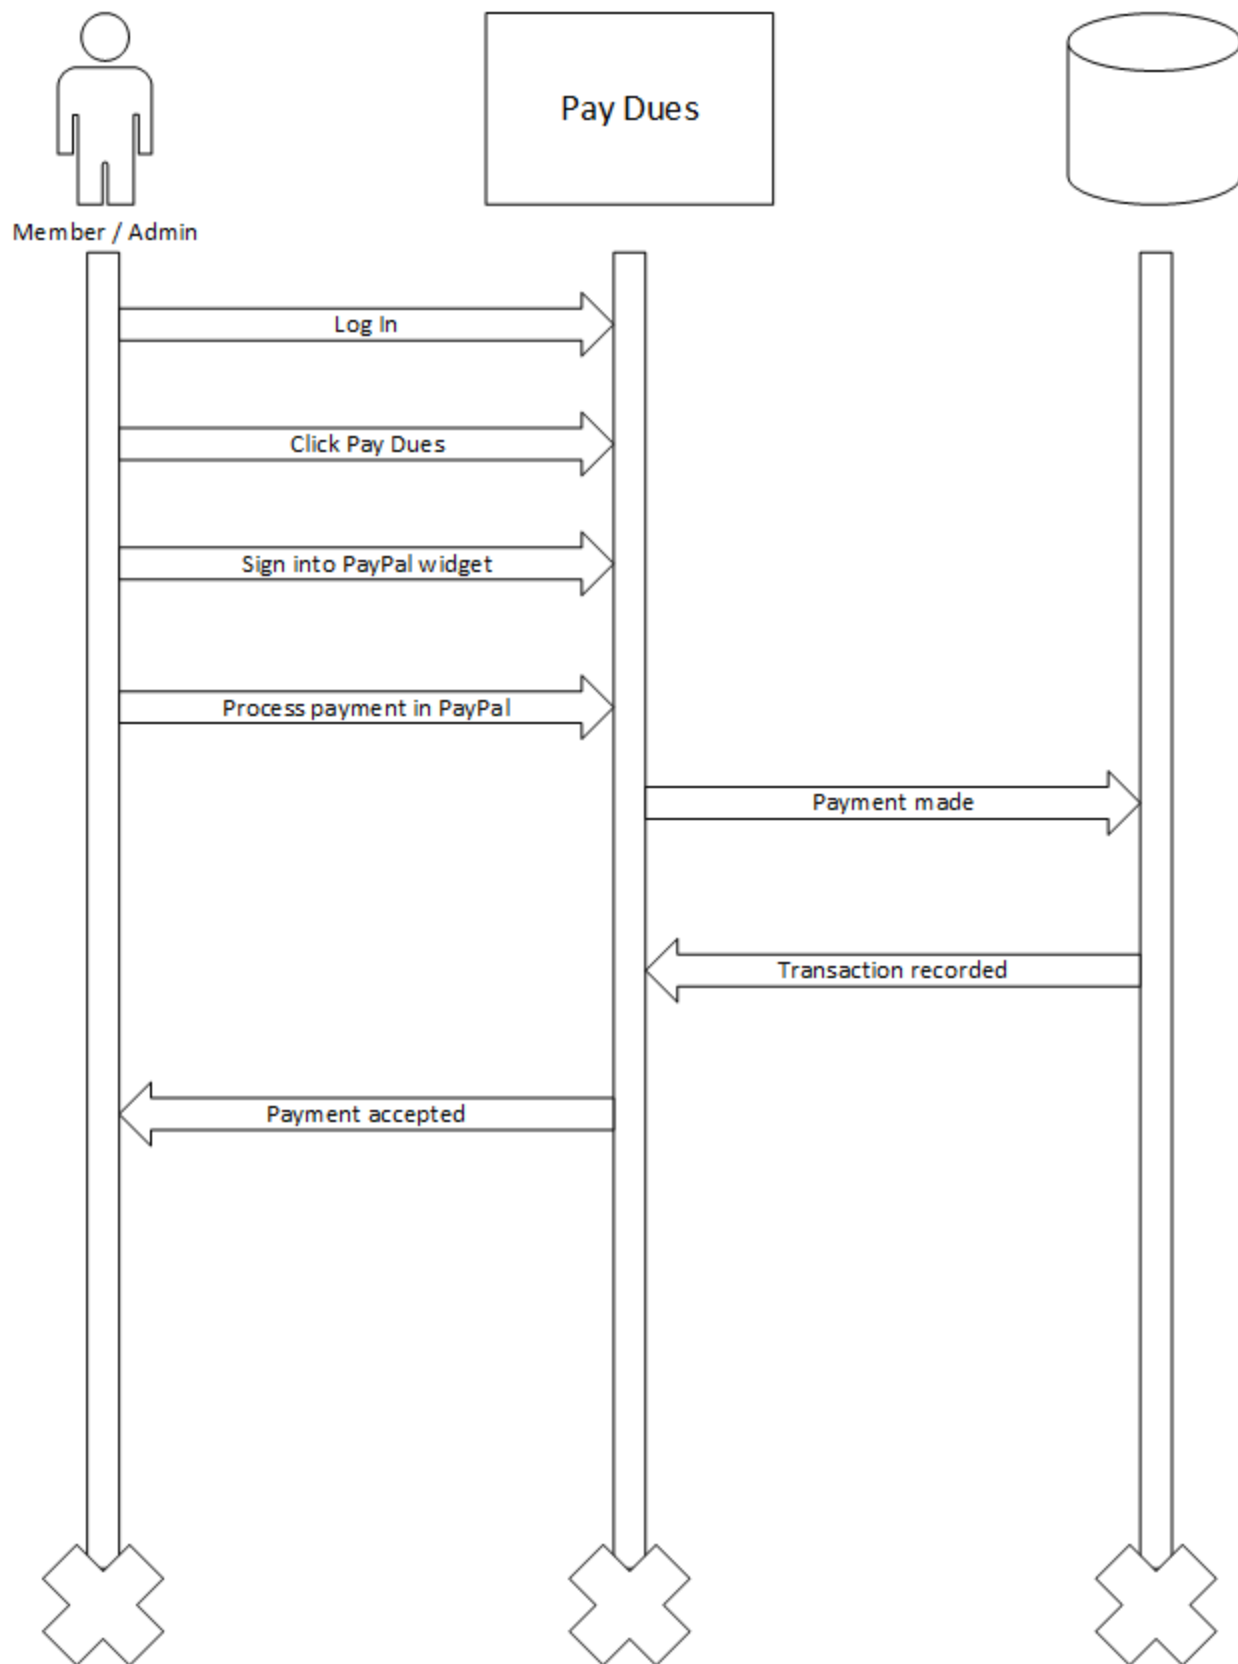 Pay Dues
Member / Admin
Log In
Click Pay Dues
Sign into PayPal widget
Process payment in PayPal
Payment made
Transaction recorded
Payment accepted